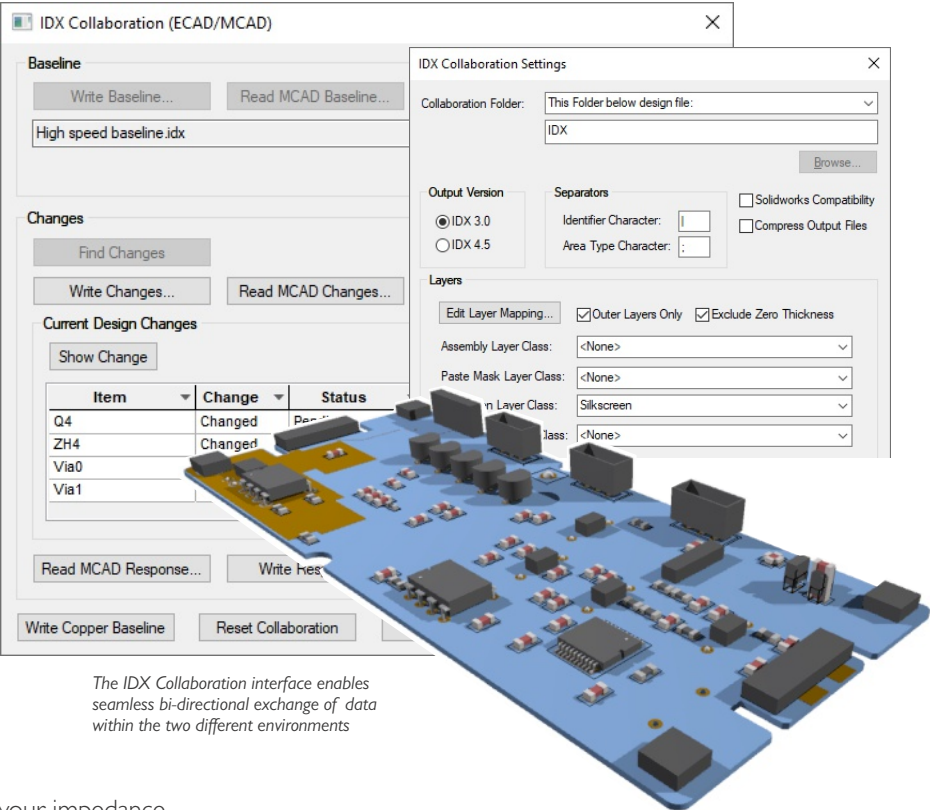 IDX Collaboration (ECAD/MCAD)
Baseline
Write Baseline...
Read MCAD Baseline...
High speed baseline.idx
Changes
Find Changes
Write Changes...
Read MCAD Changes...
Current Design Changes
Show Change
Item Change Status
Q4 Changed
ZH4 Changed
Via0
Via1
Read MCAD Response...
Write
Write Copper Baseline
Reset Collaboration
IDX Collaboration Settings
Collaboration Folder: This Folder below design file:
IDX
Browse...
Output Version
IDX 3.0
IDX 4.5
Separators
Identifier Character: |
Area Type Character: ;
Solidworks Compatibility
Compress Output Files
Layers
Edit Layer Mapping...
Outer Layers Only
Exclude Zero Thickness
Assembly Layer Class: <None>
Paste Mask Layer Class: <None>
Layer Class: Silkscreen
<None>
The IDX Collaboration interface enables
seamless bi-directional exchange of data
within the two different environments
your impedance